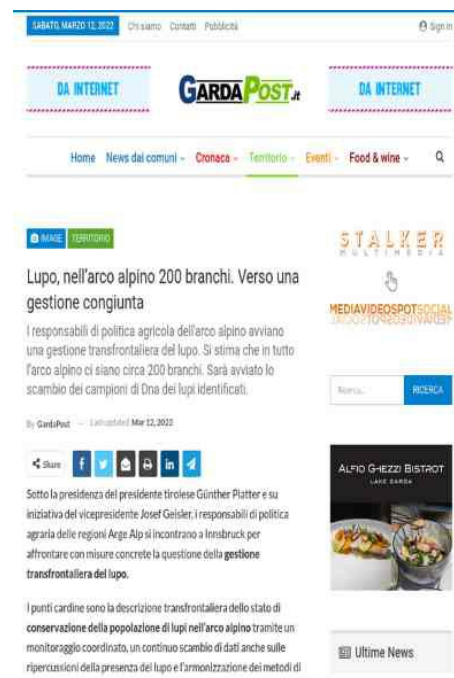 SABATO, MARZO 12, 2022 Chi siamo Contatti Pubblicità Sign in
DA INTERNET
GARDAPOST.it
DA INTERNET
Home News dai comuni Cronaca Territorio Eventi Food & wine
IMAGE TERRITORIO
Lupo, nell'arco alpino 200 branchi. Verso una
gestione congiunta
I responsabili di politica agricola dell'arco alpino avviano
una gestione transfrontaliera del lupo. Si stima che in tutto
l'arco alpino ci siano circa 200 branchi. Sarà avviato lo
scambio dei campioni di Dna dei lupi identificati.
By GardaPost — Last updated Mar 12, 2022
Share
Sotto la presidenza del presidente tirolese Günther Platter e su
iniziativa del vicepresidente Josef Geisler, i responsabili di politica
agraria delle regioni Arge Alp si incontrano a Innsbruck per
affrontare con misure concrete la questione della gestione
transfrontaliera del lupo.
I punti cardine sono la descrizione transfrontaliera dello stato di
conservazione della popolazione di lupi nell'arco alpino tramite un
monitoraggio coordinato, un continuo scambio di dati anche sulle
ripercussioni della presenza del lupo e l'armonizzazione dei metodi di
STALKER
MULTIMEDIA
MEDIAVIDEOSPOTSOCIAL
Ricerca... RICERCA
ALFIO GHEZZI BISTROT
LAKE GARDA
Ultime News